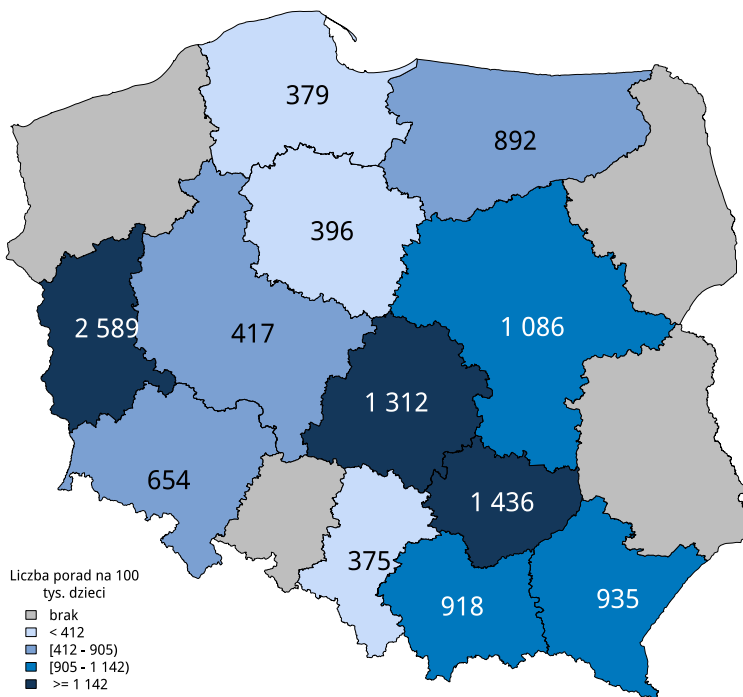 379
892
396
2 589
417
1 086
1 312
654
1 436
375
918
935
Liczba porad na 100
tys. dzieci
brak
< 412
[412 - 905)
[905 - 1 142)
>= 1 142